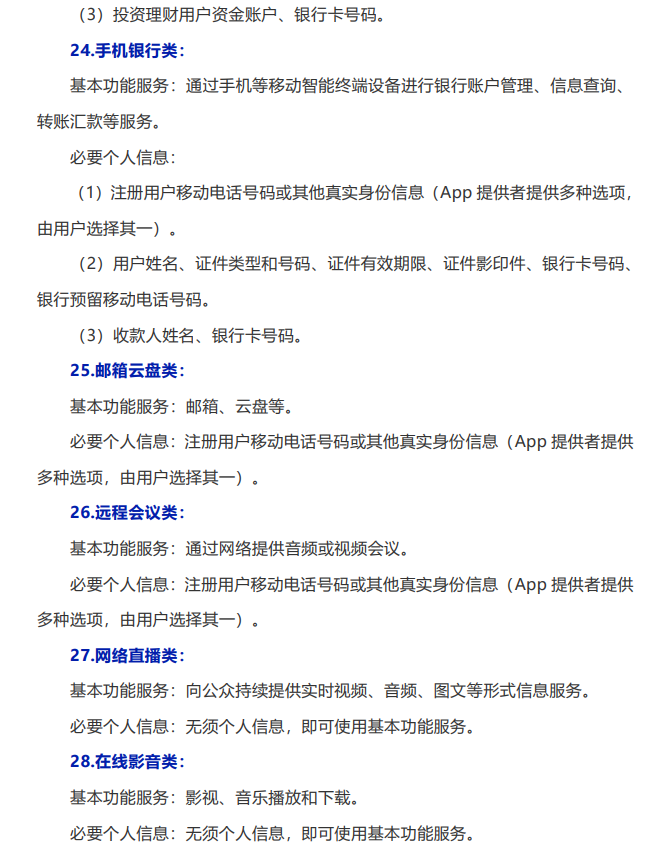 （3）投资理财用户资金账户、银行卡号码。
24.手机银行类：
基本功能服务：通过手机等移动智能终端设备进行银行账户管理、信息查询、
转账汇款等服务。
必要个人信息：
（1）注册用户移动电话号码或其他真实身份信息（App 提供者提供多种选项，
由用户选择其一）。
（2）用户姓名、证件类型和号码、证件有效期限、证件影印件、银行卡号码、
银行预留移动电话号码。
（3）收款人姓名、银行卡号码。
25.邮箱云盘类：
基本功能服务：邮箱、云盘等。
必要个人信息：注册用户移动电话号码或其他真实身份信息（App 提供者提供
多种选项，由用户选择其一）。
26.远程会议类：
基本功能服务：通过网络提供音频或视频会议。
必要个人信息：注册用户移动电话号码或其他真实身份信息（App 提供者提供
多种选项，由用户选择其一）。
27.网络直播类：
基本功能服务：向公众持续提供实时视频、音频、图文等形式信息服务。
必要个人信息：无须个人信息，即可使用基本功能服务。
28.在线影音类：
基本功能服务：影视、音乐播放和下载。
必要个人信息：无须个人信息，即可使用基本功能服务。